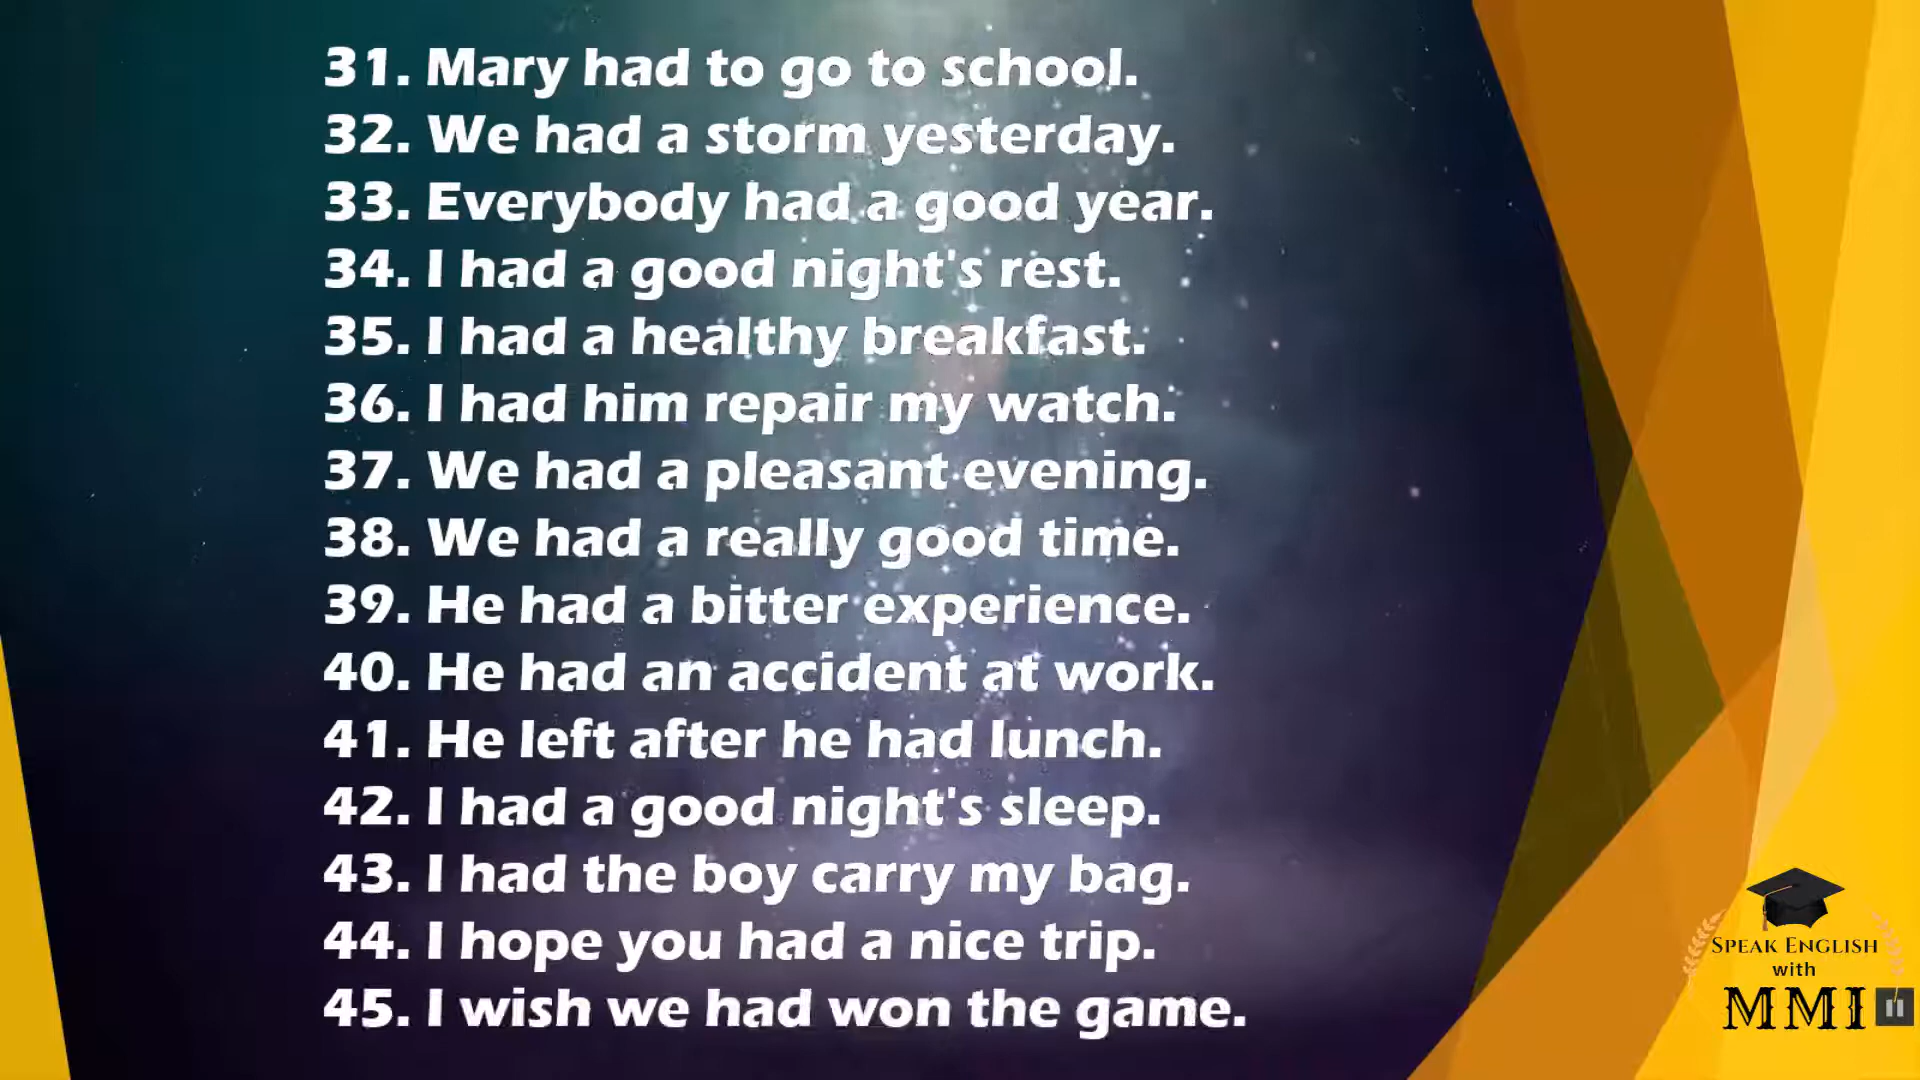 31. Mary had to go to school.
32. We had a storm yesterday.
33. Everybody had a good year.
34. I had a good night's rest.
35. I had a healthy breakfast.
36. I had him repair my watch.
37. We had a pleasant evening.
38. We had a really good time.
39. He had a bitter experience.
40. He had an accident at work.
41. He left after he had lunch.
42. I had a good night's sleep.
43. I had the boy carry my bag.
44. I hope you had a nice trip.
45. I wish we had won the game.
SPEAK ENGLISH
with
MMI